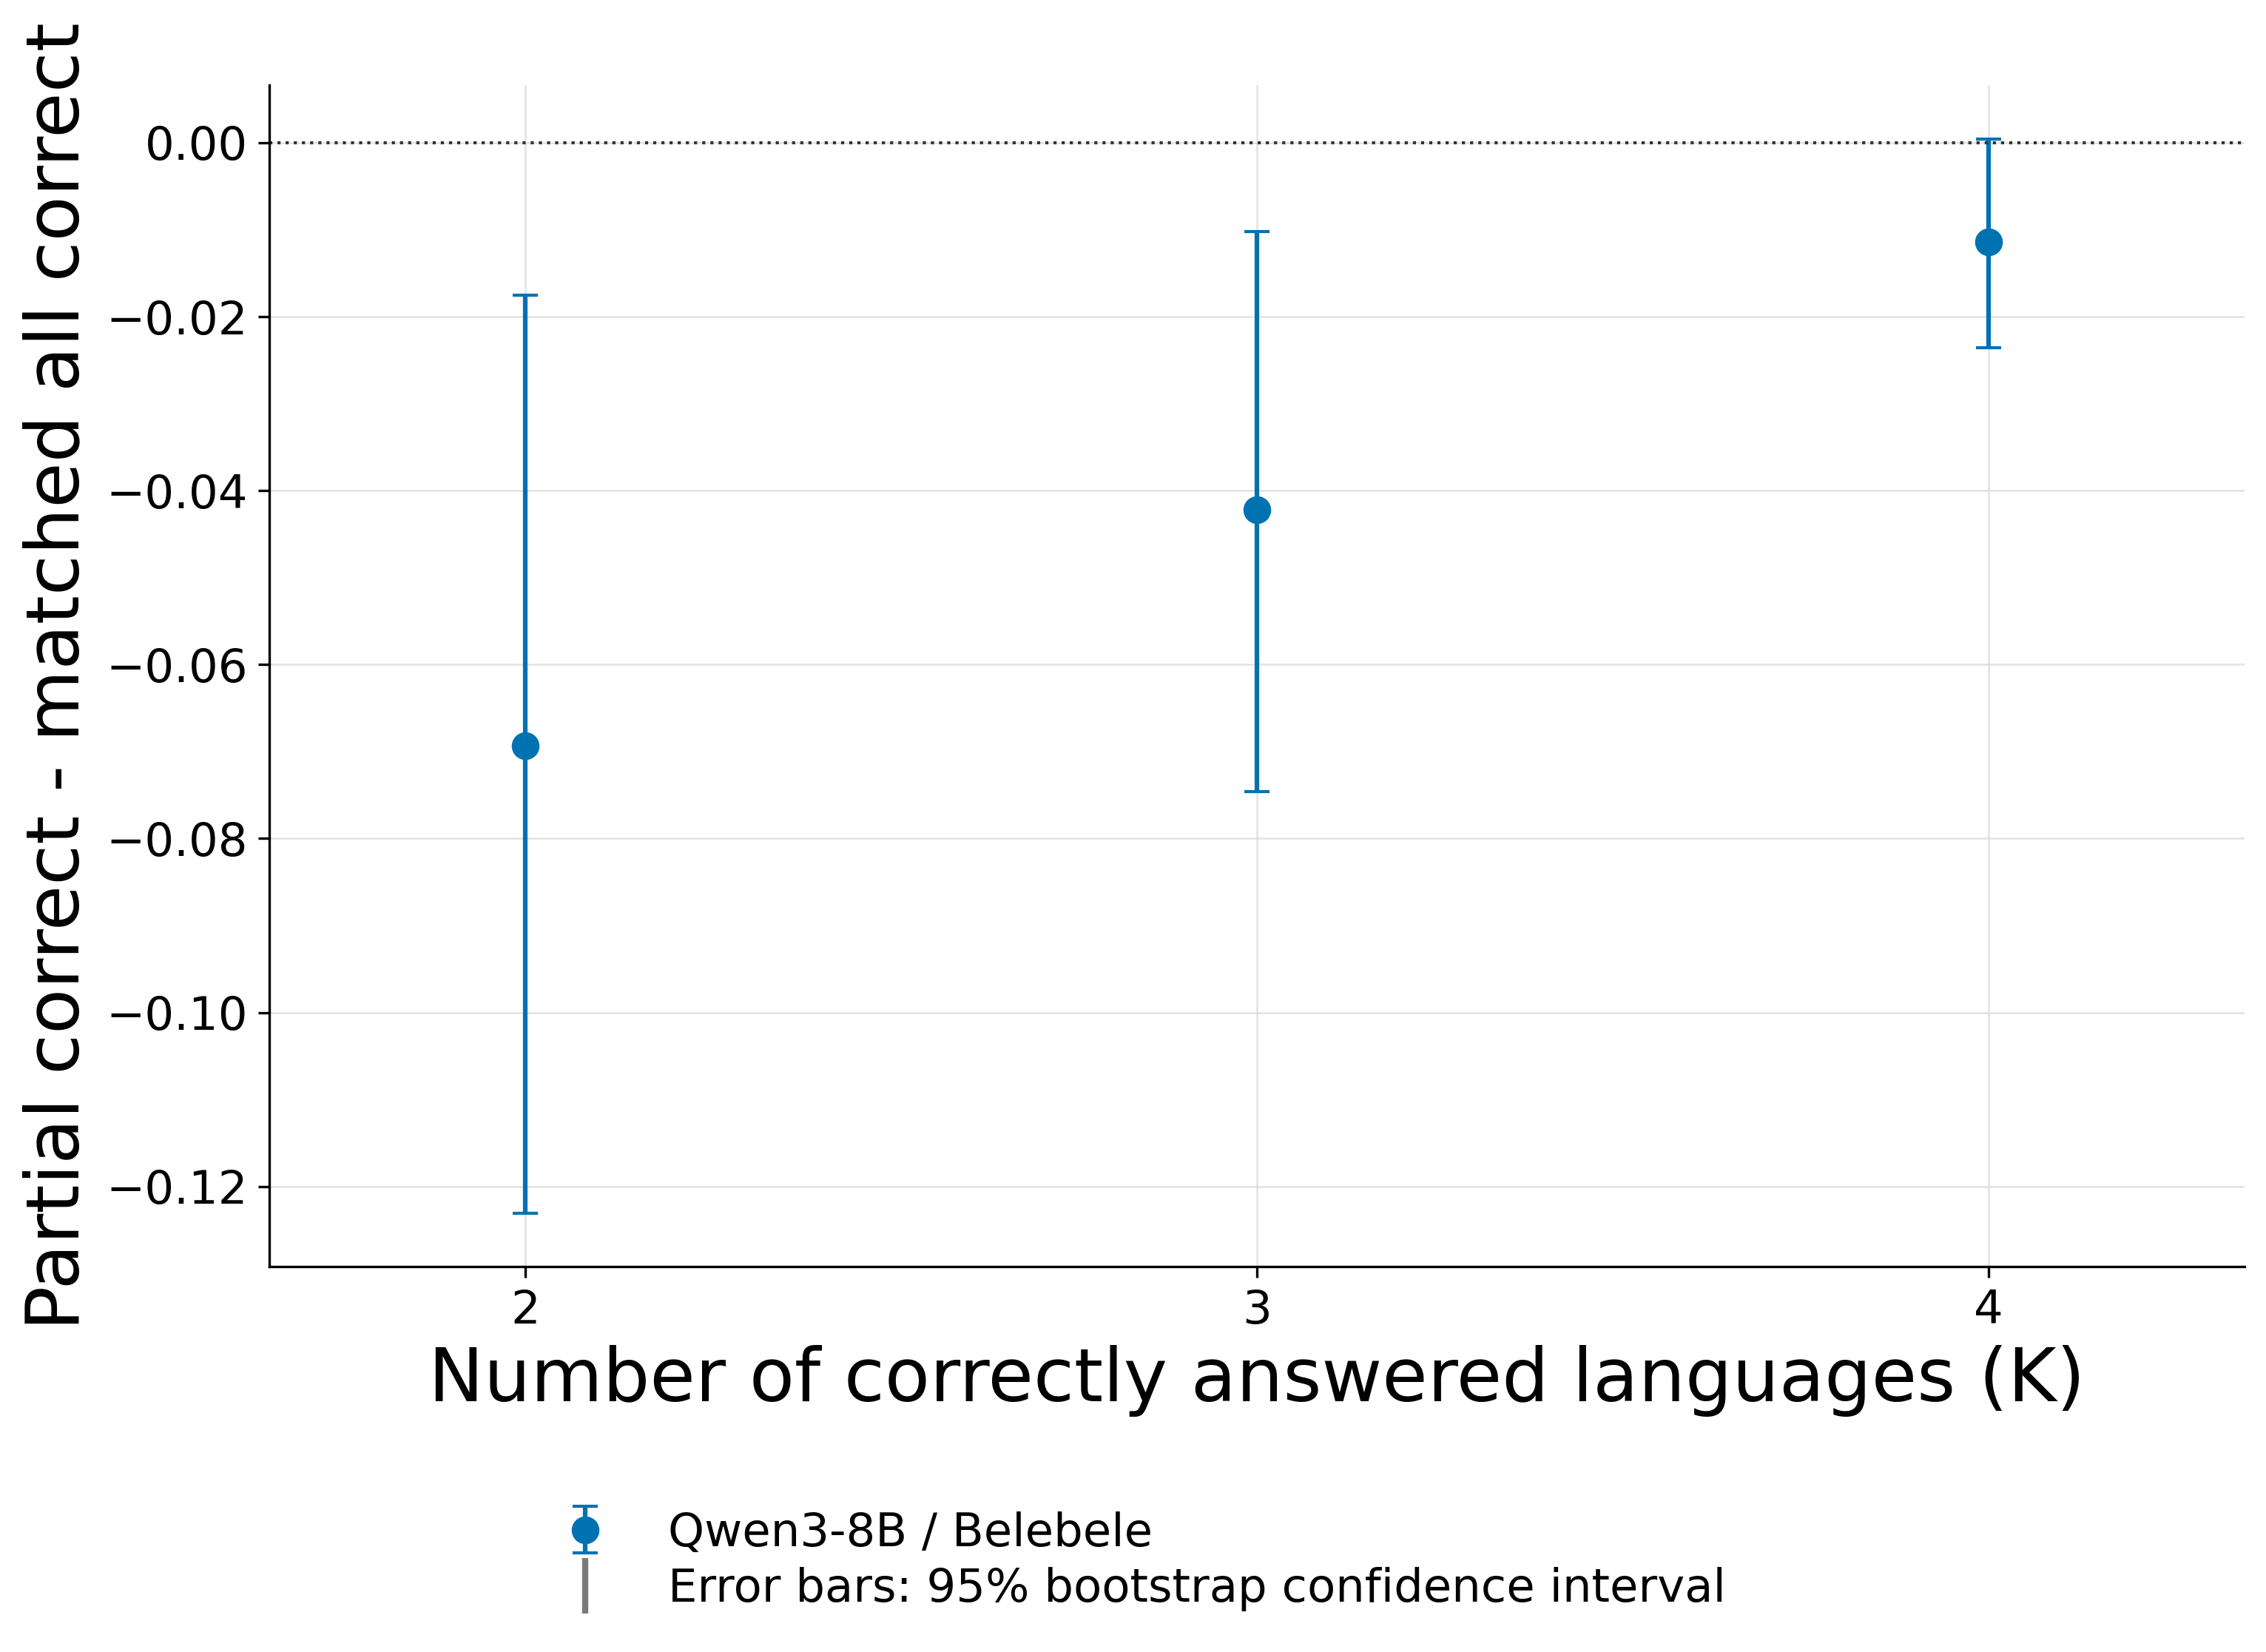 Partial correct - matched all correct
0.00
−0.02
−0.04
−0.06
−0.08
−0.10
−0.12
2 3 4
Number of correctly answered languages (K)
Qwen3-8B / Belebele
Error bars: 95% bootstrap confidence interval